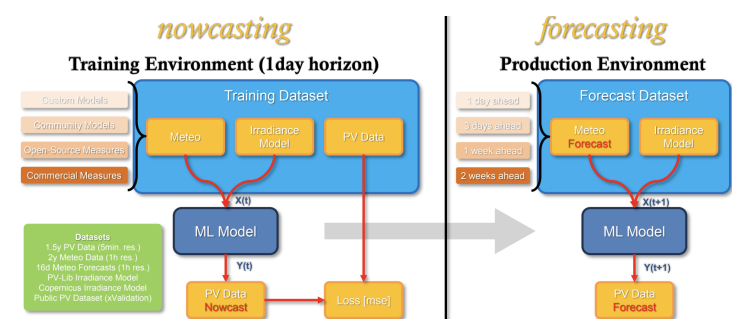 nowcasting
Training Environment (1day horizon)
Custom Models
Community Models
Open-Source Measures
Commercial Measures
Training Dataset
Meteo
Irradiance
Model
PV Data
X(t)
ML Model
Y(t)
PV Data
Nowcast
Loss [mse]
Datasets
1.5y PV Data (5min. res.)
2y Meteo Data (1h res.)
16d Meteo Forecasts (1h res.)
PV-Lib Irradiance Model
Copernicus Irradiance Model
Public PV Dataset (xValidation)
forecasting
Production Environment
1 day ahead
3 days ahead
1 week ahead
2 weeks ahead
Forecast Dataset
Meteo
Forecast
Irradiance
Model
X(t+1)
ML Model
Y(t+1)
PV Data
Forecast